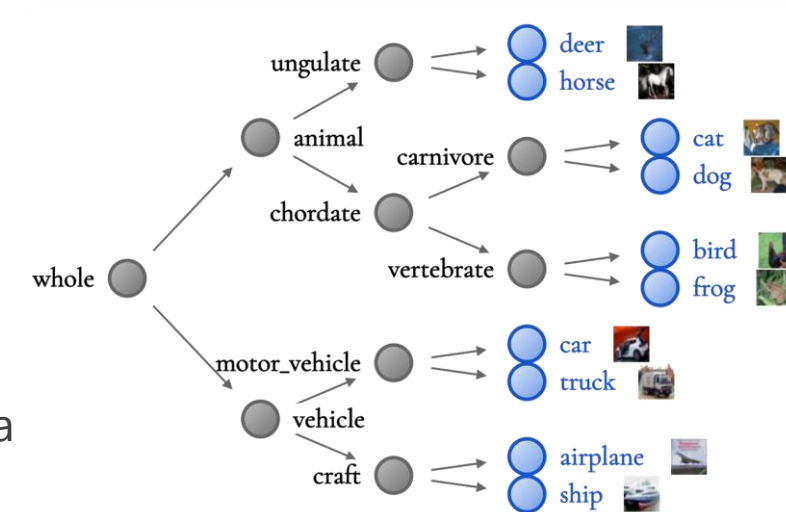 ungulate
deer
horse
animal
carnivore
cat
dog
chordate
vertebrate
bird
frog
whole
motor_vehicle
car
truck
a
vehicle
craft
airplane
ship